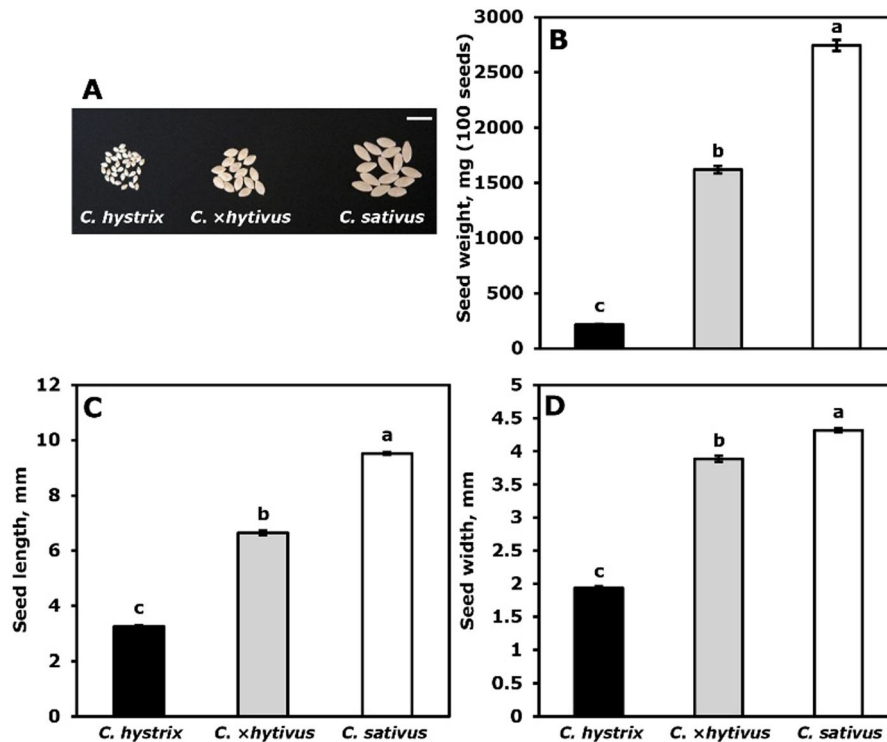 A
C. hystrix C. ×hytivus C. sativus
B
Seed weight, mg (100 seeds)
3000
2500
2000
1500
1000
500
0
c
b
a
C
Seed length, mm
12
10
8
6
4
2
0
c
b
a
C. hystrix C. ×hytivus C. sativus
D
Seed width, mm
5
4.5
4
3.5
3
2.5
2
1.5
1
0.5
0
c
b
a
C. hystrix C. ×hytivus C. sativus